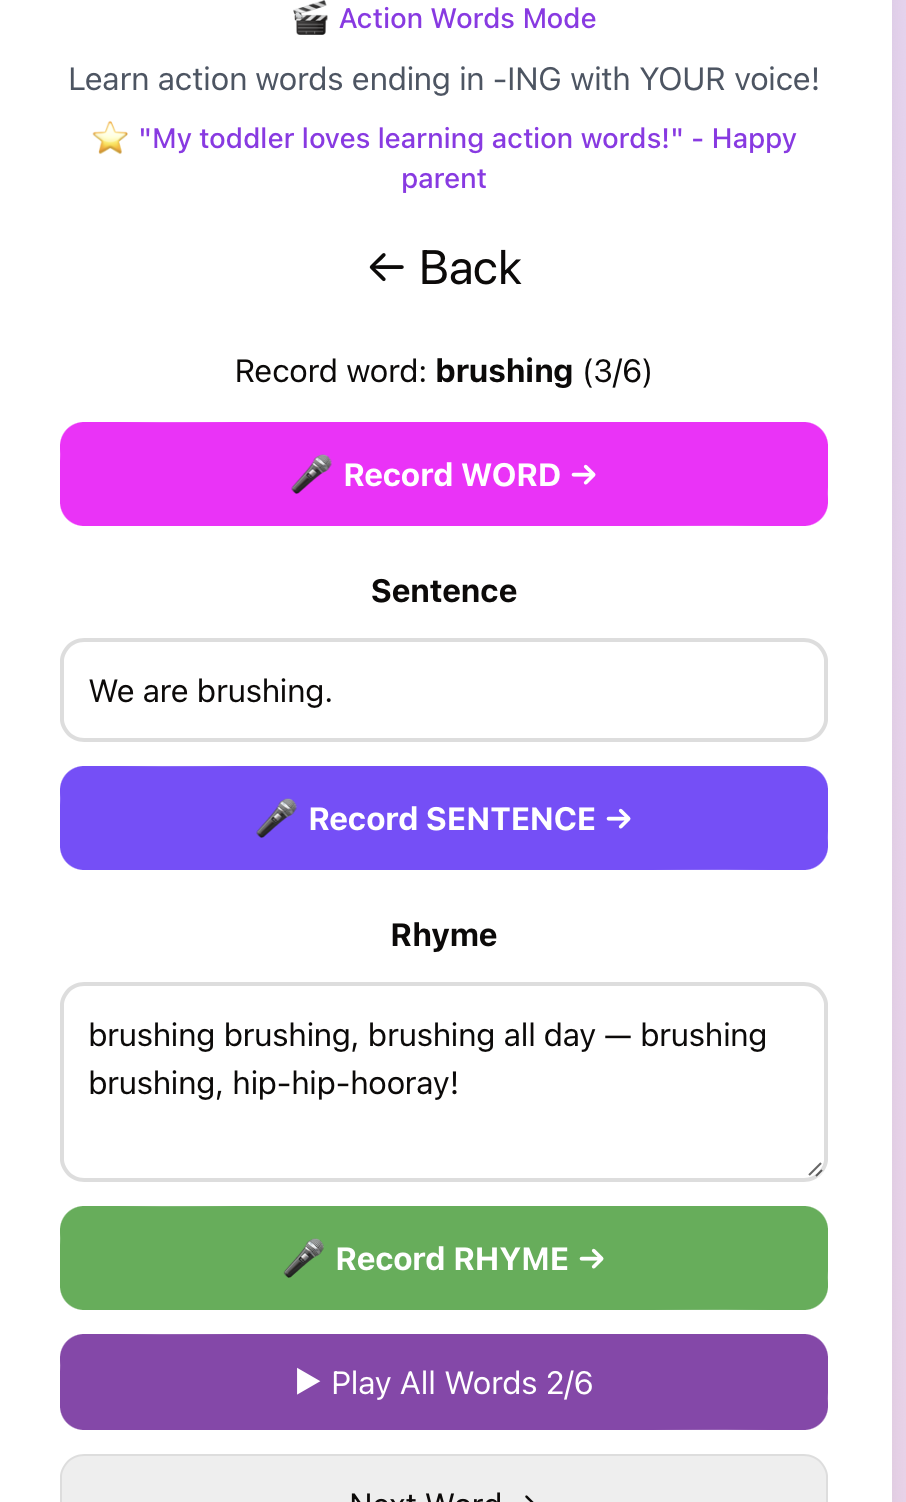 🎬 Action Words Mode
Learn action words ending in -ING with YOUR voice!
⭐ "My toddler loves learning action words!" - Happy
parent
← Back
Record word: brushing (3/6)
🎤 Record WORD →
Sentence
We are brushing.
🎤 Record SENTENCE →
Rhyme
brushing brushing, brushing all day — brushing
brushing, hip-hip-hooray!
🎤 Record RHYME →
▶ Play All Words 2/6
Next Word →